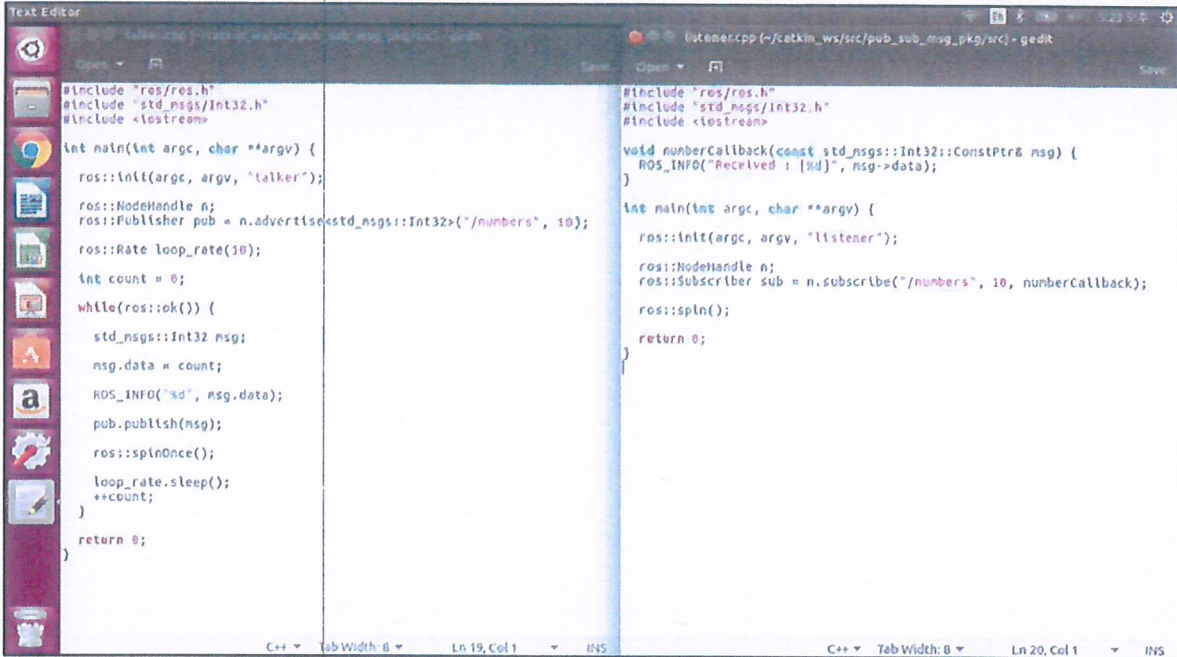 Text Editor
En
talker.cpp (~/catkin_ws/src/pub_sub_msg_pkg/src) - gedit
Open
Save
#include "ros/ros.h"
#include "std_msgs/Int32.h"
#include <iostream>
int main(int argc, char **argv) {
ros::init(argc, argv, "talker");
ros::NodeHandle n;
ros::Publisher pub = n.advertise<std_msgs::Int32>("/numbers", 10);
ros::Rate loop_rate(10);
int count = 0;
while(ros::ok()) {
std_msgs::Int32 msg;
msg.data = count;
ROS_INFO("%d", msg.data);
pub.publish(msg);
ros::spinOnce();
loop_rate.sleep();
++count;
}
return 0;
}
C++ Tab Width: 8 Ln 19, Col 1 INS
listener.cpp (~/catkin_ws/src/pub_sub_msg_pkg/src) - gedit
Open
Save
#include "ros/ros.h"
#include "std_msgs/Int32.h"
#include <iostream>
void numberCallback(const std_msgs::Int32::ConstPtr& msg) {
ROS_INFO("Received : [%d]", msg->data);
}
int main(int argc, char **argv) {
ros::init(argc, argv, "listener");
ros::NodeHandle n;
ros::Subscriber sub = n.subscribe("/numbers", 10, numberCallback);
ros::spin();
return 0;
}
C++ Tab Width: 8 Ln 20, Col 1 INS